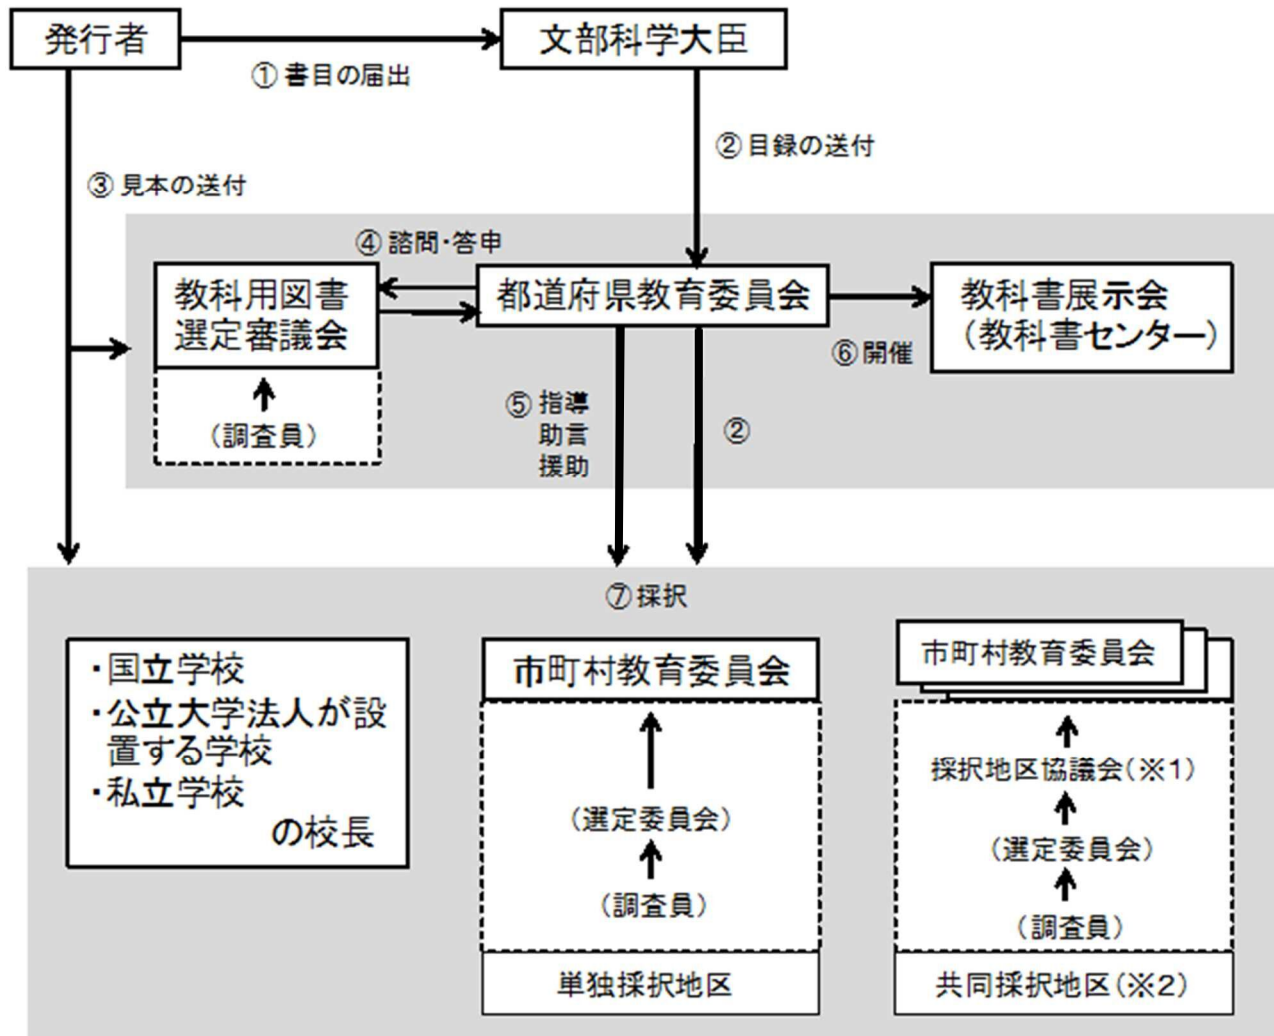 発行者
文部科学大臣
① 書目の届出
② 目録の送付
③ 見本の送付
④ 諮問・答申
教科用図書
選定審議会
都道府県教育委員会
教科書展示会
（教科書センター）
⑥ 開催
（調査員）
⑤ 指導
助言
援助
②
⑦ 採択
・国立学校
・公立大学法人が設
置する学校
・私立学校
の校長
市町村教育委員会
（選定委員会）
（調査員）
単独採択地区
市町村教育委員会
採択地区協議会(※1)
（選定委員会）
（調査員）
共同採択地区(※2)